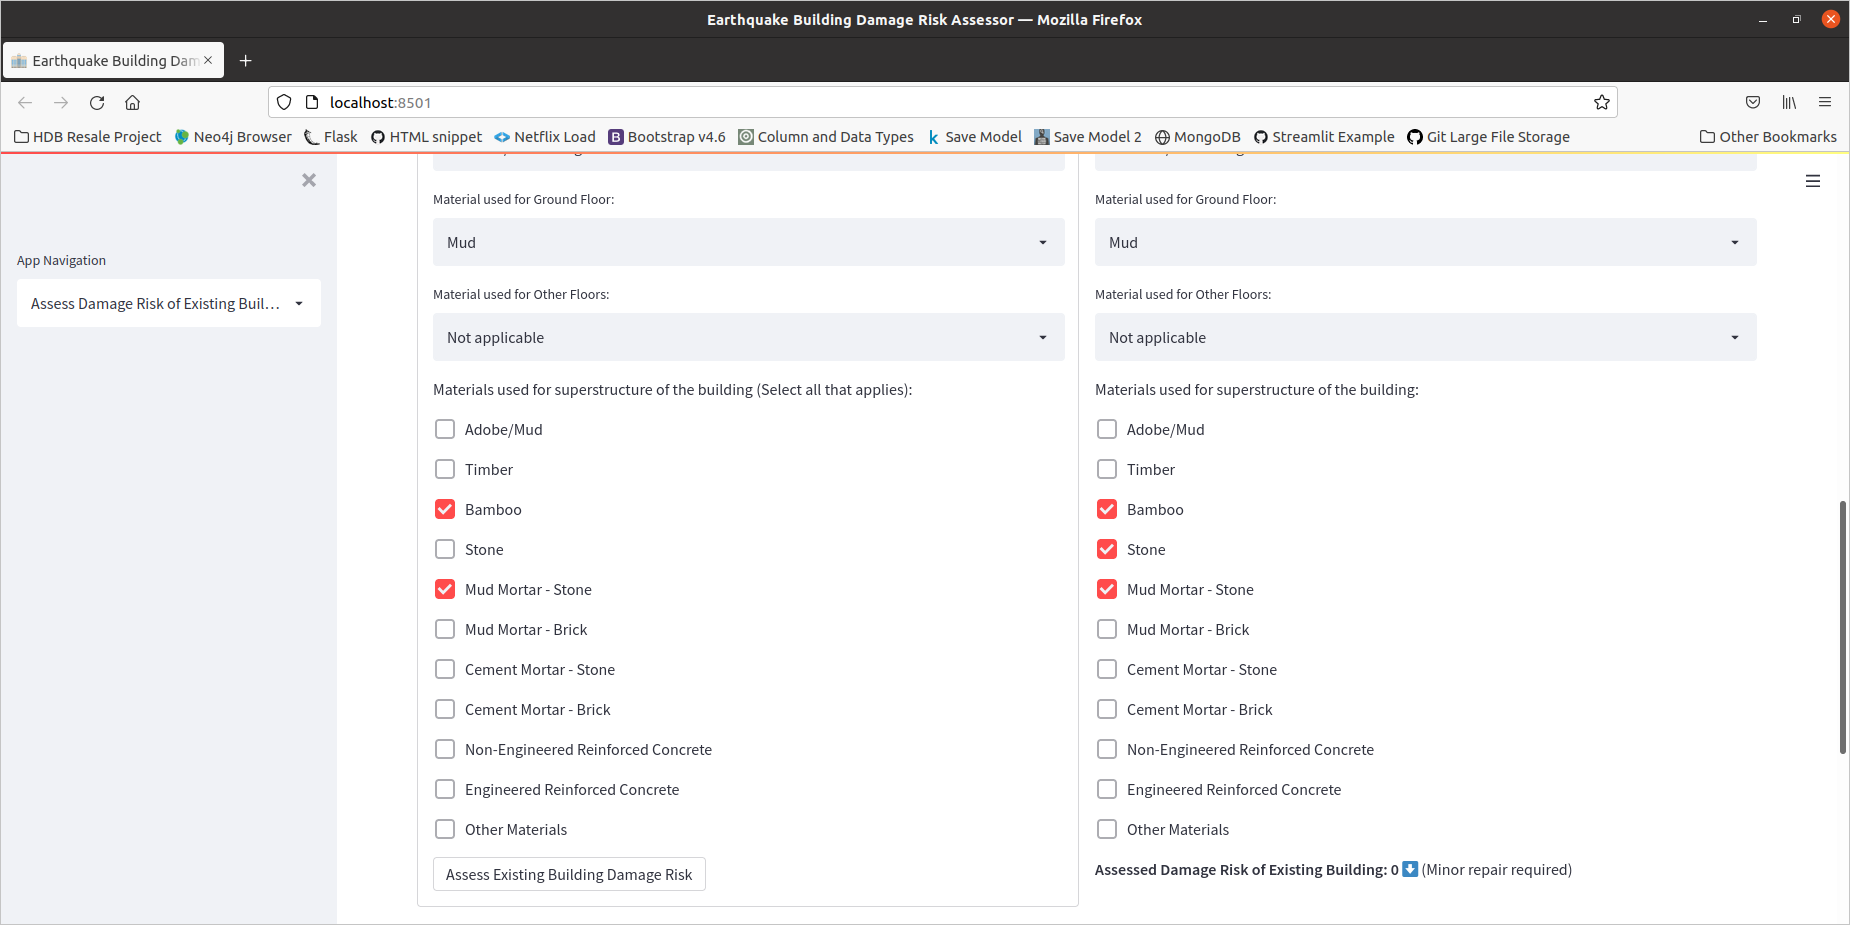 Earthquake Building Damage Risk Assessor — Mozilla Firefox
Earthquake Building Dam
localhost:8501
HDB Resale Project Neo4j Browser Flask HTML snippet Netflix Load Bootstrap v4.6 Column and Data Types Save Model Save Model 2 MongoDB Streamlit Example Git Large File Storage Other Bookmarks
App Navigation
Assess Damage Risk of Existing Buil...
Material used for Ground Floor:
Mud
Material used for Other Floors:
Not applicable
Materials used for superstructure of the building (Select all that applies):
Adobe/Mud
Timber
Bamboo
Stone
Mud Mortar - Stone
Mud Mortar - Brick
Cement Mortar - Stone
Cement Mortar - Brick
Non-Engineered Reinforced Concrete
Engineered Reinforced Concrete
Other Materials
Assess Existing Building Damage Risk
Material used for Ground Floor:
Mud
Material used for Other Floors:
Not applicable
Materials used for superstructure of the building:
Adobe/Mud
Timber
Bamboo
Stone
Mud Mortar - Stone
Mud Mortar - Brick
Cement Mortar - Stone
Cement Mortar - Brick
Non-Engineered Reinforced Concrete
Engineered Reinforced Concrete
Other Materials
Assessed Damage Risk of Existing Building: 0 ⬇️ (Minor repair required)